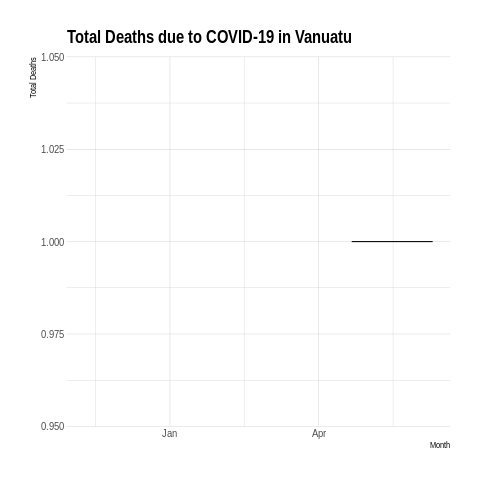 Total Deaths due to COVID-19 in Vanuatu
Total Deaths
1.050
1.025
1.000
0.975
0.950
Jan
Apr
Month